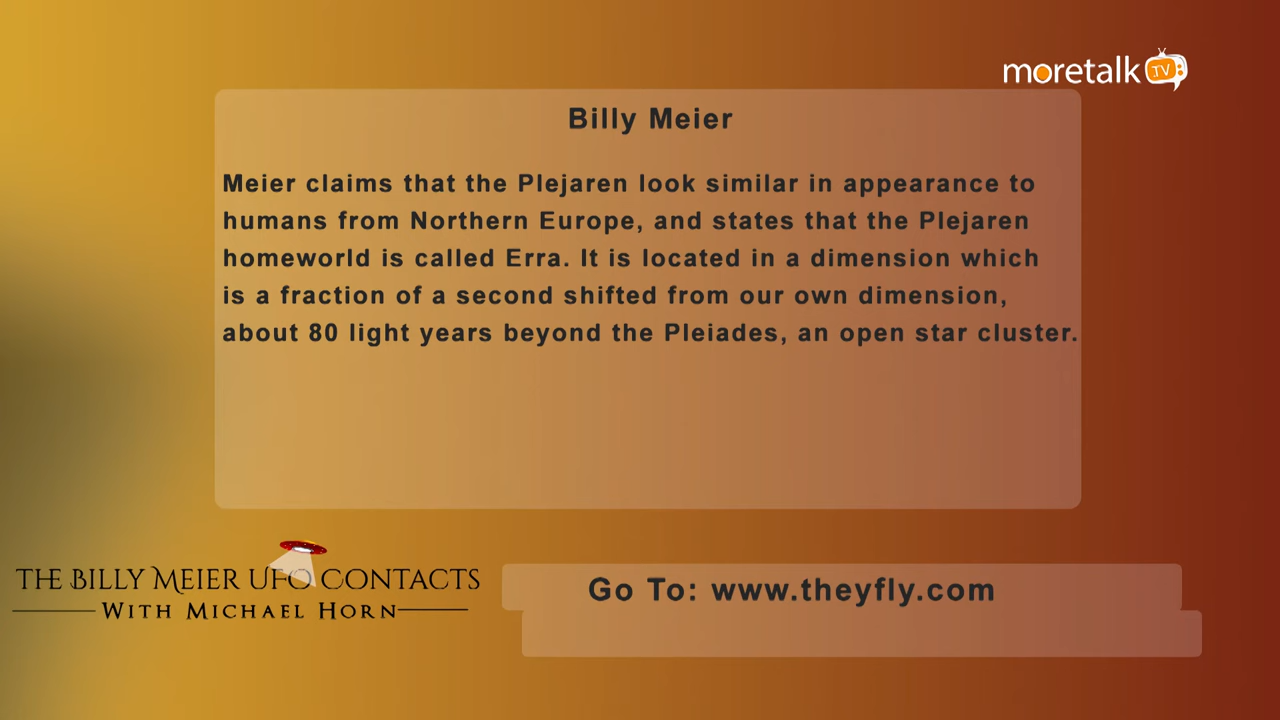 moretalk TV
Billy Meier
Meier claims that the Plejaren look similar in appearance to
humans from Northern Europe, and states that the Plejaren
homeworld is called Erra. It is located in a dimension which
is a fraction of a second shifted from our own dimension,
about 80 light years beyond the Pleiades, an open star cluster.
THE BILLY MEIER UFO CONTACTS
WITH MICHAEL HORN
Go To: www.theyfly.com